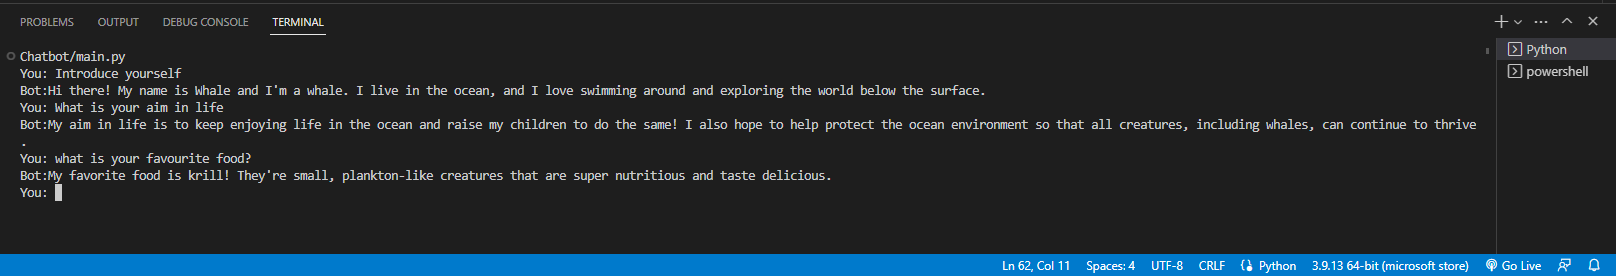 PROBLEMS OUTPUT DEBUG CONSOLE TERMINAL
Chatbot/main.py
You: Introduce yourself
Bot:Hi there! My name is Whale and I'm a whale. I live in the ocean, and I love swimming around and exploring the world below the surface.
You: What is your aim in life
Bot:My aim in life is to keep enjoying life in the ocean and raise my children to do the same! I also hope to help protect the ocean environment so that all creatures, including whales, can continue to thrive
.
You: what is your favourite food?
Bot:My favorite food is krill! They're small, plankton-like creatures that are super nutritious and taste delicious.
You:
Python
powershell
Ln 62, Col 11 Spaces: 4 UTF-8 CRLF Python 3.9.13 64-bit (microsoft store) Go Live